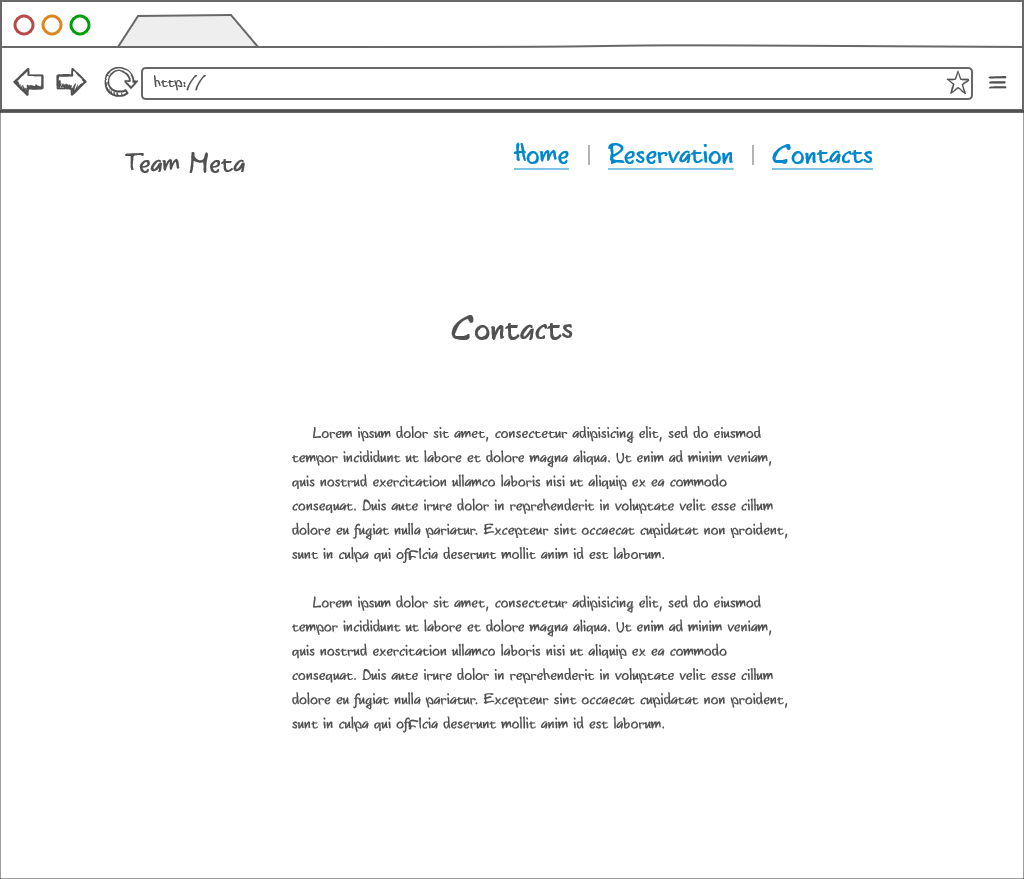 http://
Team Meta
Home | Reservation | Contacts
Contacts
Lorem ipsum dolor sit amet, consectetur adipisicing elit, sed do eiusmod
tempor incididunt ut labore et dolore magna aliqua. Ut enim ad minim veniam,
quis nostrud exercitation ullamco laboris nisi ut aliquip ex ea commodo
consequat. Duis aute irure dolor in reprehenderit in voluptate velit esse cillum
dolore eu fugiat nulla pariatur. Excepteur sint occaecat cupidatat non proident,
sunt in culpa qui officia deserunt mollit anim id est laborum.
Lorem ipsum dolor sit amet, consectetur adipisicing elit, sed do eiusmod
tempor incididunt ut labore et dolore magna aliqua. Ut enim ad minim veniam,
quis nostrud exercitation ullamco laboris nisi ut aliquip ex ea commodo
consequat. Duis aute irure dolor in reprehenderit in voluptate velit esse cillum
dolore eu fugiat nulla pariatur. Excepteur sint occaecat cupidatat non proident,
sunt in culpa qui officia deserunt mollit anim id est laborum.